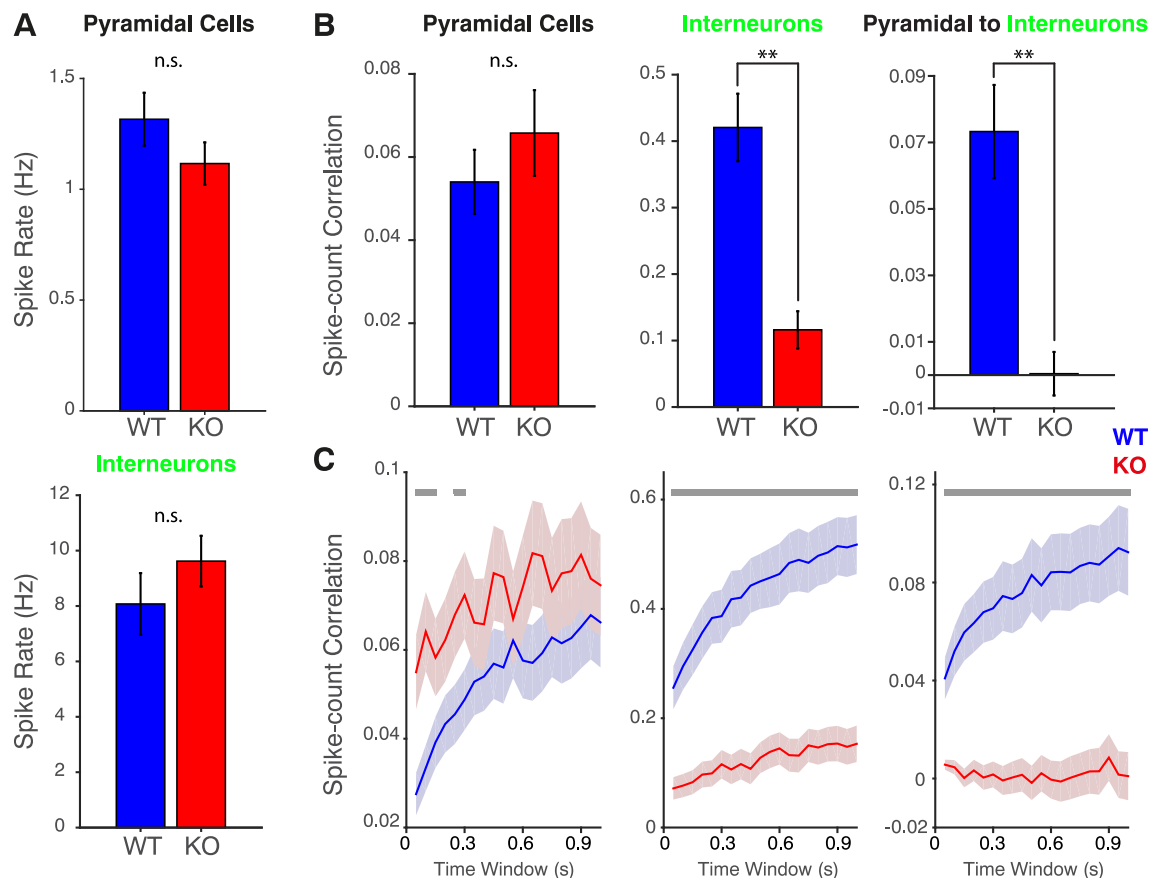 A
Pyramidal Cells
n.s.
Spike Rate (Hz)
1.5
1
0.5
0
WT
KO
Interneurons
n.s.
Spike Rate (Hz)
12
10
8
6
4
2
0
WT
KO
B
Pyramidal Cells
n.s.
Spike-count Correlation
0.08
0.06
0.04
0.02
0
WT
KO
Interneurons
**
0.5
0.4
0.3
0.2
0.1
0
WT
KO
Pyramidal to Interneurons
**
0.09
0.07
0.05
0.03
0.01
0
-0.01
WT
KO
WT
KO
C
Spike-count Correlation
0.1
0.08
0.06
0.04
0.02
0
0.3
0.6
0.9
Time Window (s)
0.6
0.4
0.2
0
0
0.3
0.6
0.9
Time Window (s)
0.12
0.08
0.04
0
-0.02
0
0.3
0.6
0.9
Time Window (s)